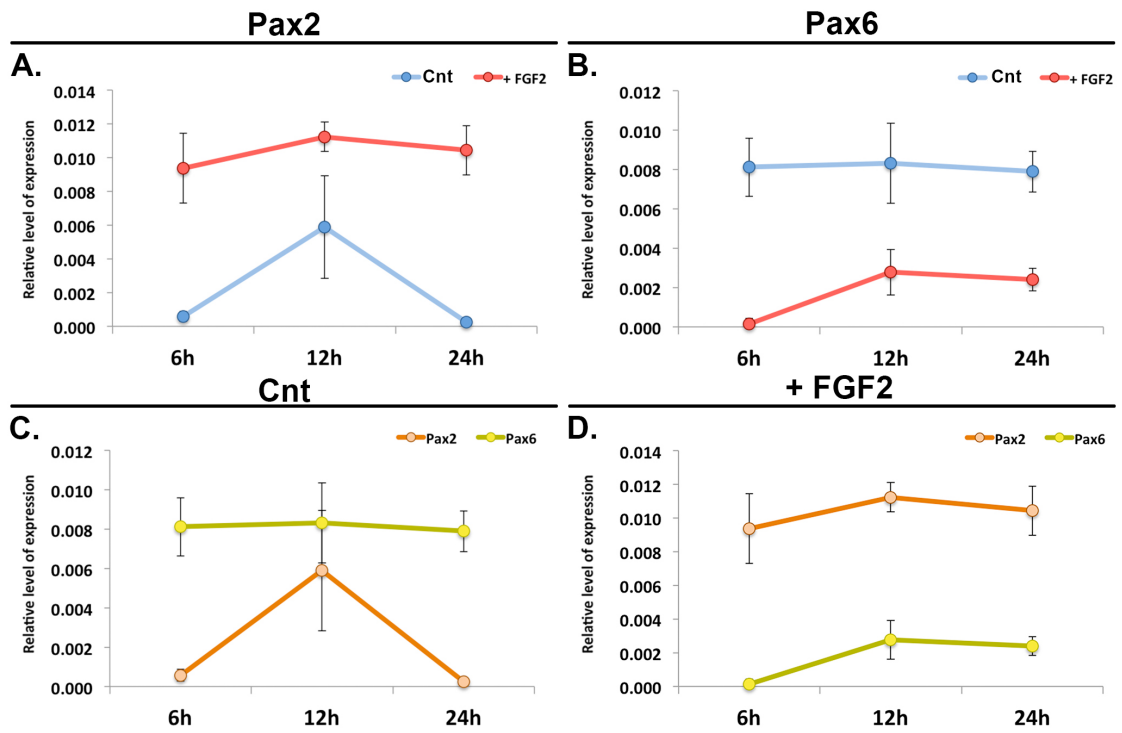 Pax2
Pax6
A.
Cnt
+ FGF2
Relative level of expression
0.014
0.012
0.010
0.008
0.006
0.004
0.002
0.000
6h
12h
24h
B.
Cnt
+ FGF2
Relative level of expression
0.012
0.010
0.008
0.006
0.004
0.002
0.000
6h
12h
24h
Cnt
+ FGF2
C.
Pax2
Pax6
Relative level of expression
0.012
0.010
0.008
0.006
0.004
0.002
0.000
6h
12h
24h
D.
Pax2
Pax6
Relative level of expression
0.014
0.012
0.010
0.008
0.006
0.004
0.002
0.000
6h
12h
24h